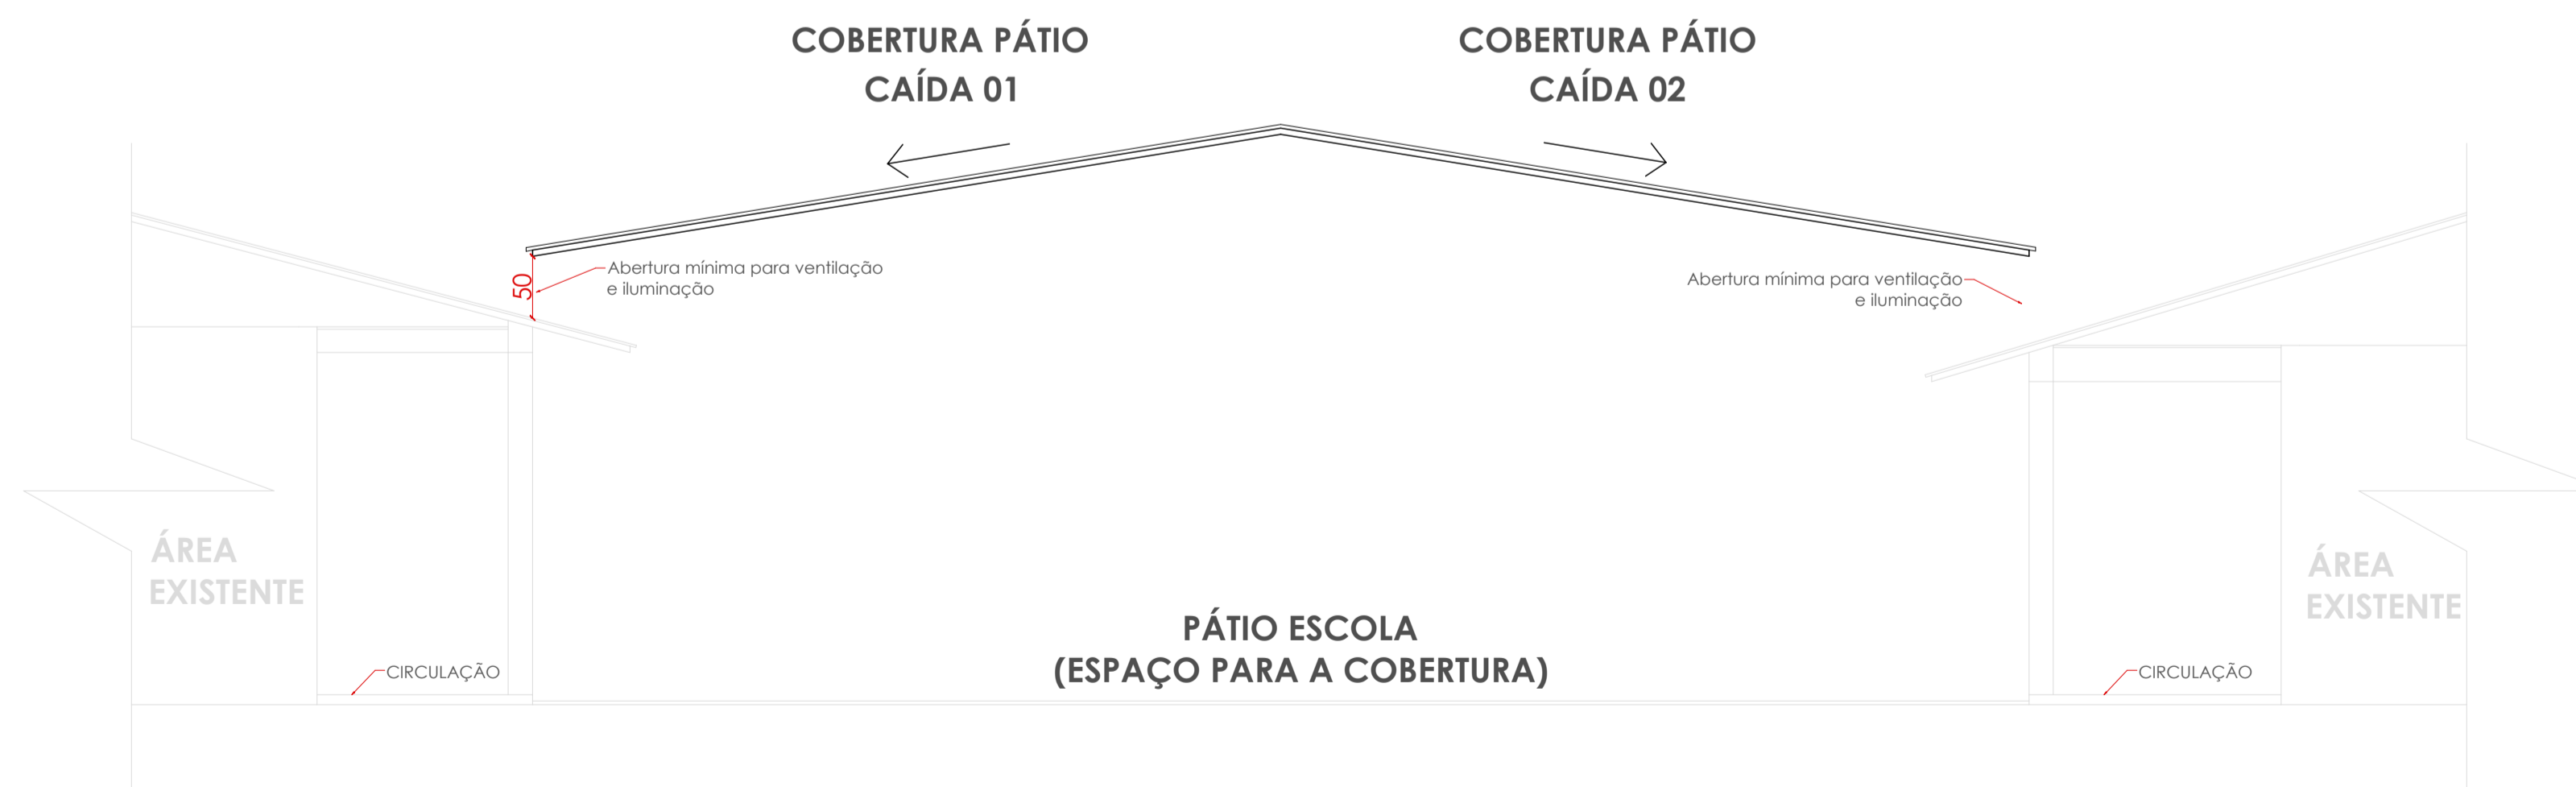 COBERTURA PÁTIO
CAÍDA 01
COBERTURA PÁTIO
CAÍDA 02
50
Abertura mínima para ventilação
e iluminação
Abertura mínima para ventilação
e iluminação
ÁREA
EXISTENTE
ÁREA
EXISTENTE
PÁTIO ESCOLA
(ESPAÇO PARA A COBERTURA)
CIRCULAÇÃO
CIRCULAÇÃO